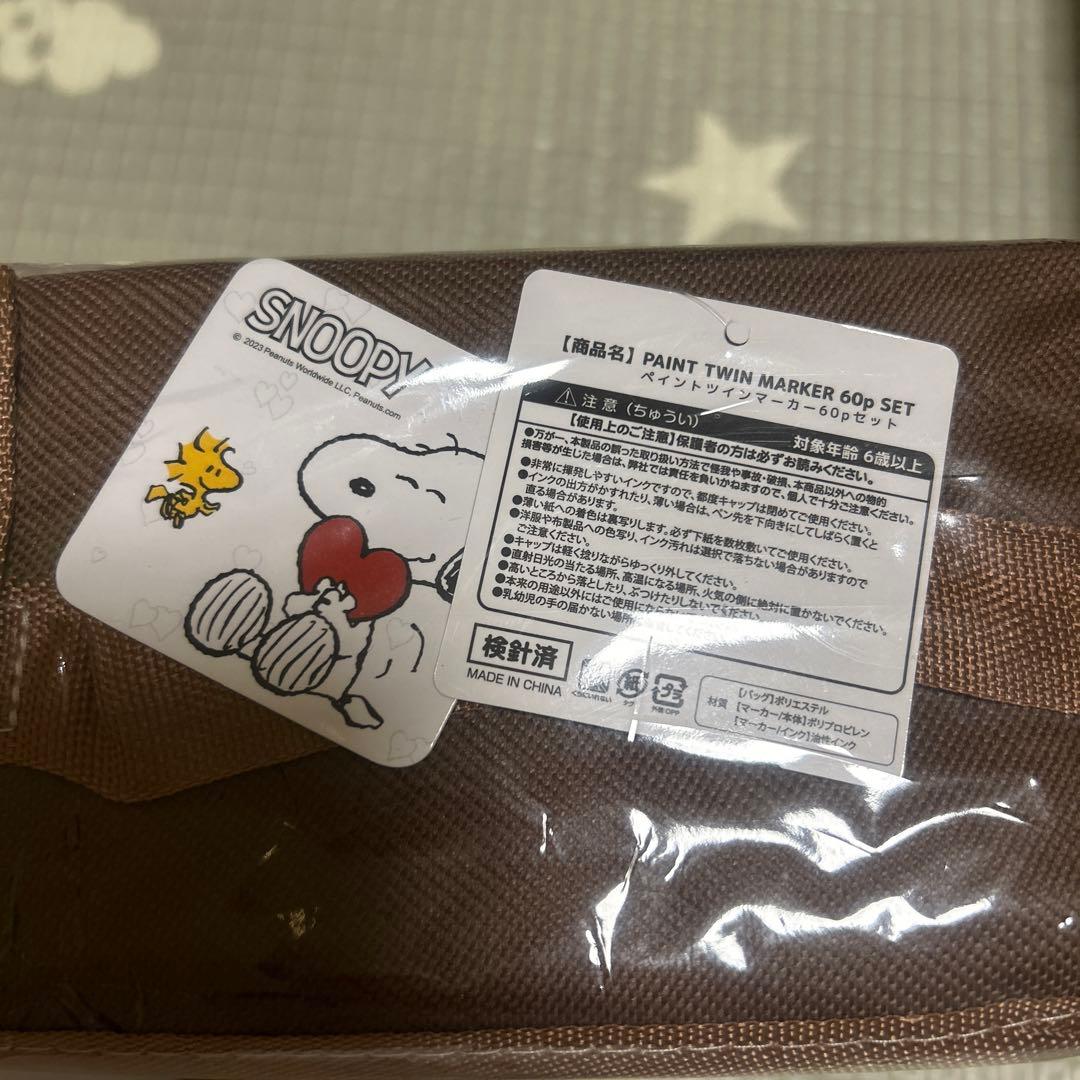 SNOOPY
© 2023 Peanuts Worldwide LLC, Peanuts.com
【商品名】PAINT TWIN MARKER 60p SET
ペイントツインマーカー60pセット
注意（ちゅうい） 対象年齢 6歳以上
【使用上のご注意】保護者の方は必ずお読みください。
●万が一、本製品の誤った取り扱い方法で怪我や事故・破損、本商品以外への物的
損害等が生じた場合は、弊社では責任を負いかねますので、個人で十分ご注意ください。
●非常に揮発しやすいインクですので、都度キャップは閉めてご使用ください。
●インクの出方がかすれたり、薄い場合は、ペン先を下向きにしてしばらく置くと
直る場合があります。
●薄い紙への着色は裏写りします。必ず下紙を数枚敷いてご使用ください。
●洋服や布製品への色写り、インク汚れは選択で落ちない場合がありますので
ご注意ください。
●キャップは軽く捻りながらゆっくり外してください。
●直射日光の当たる場所、高温になる場所、火気の側に絶対に置かないでください。
●高いところから落としたり、ぶつけたりしないでください。
●本来の用途以外にはご使用にならないでください。
●乳幼児の手の届かない場所に保管してください。
検針済
MADE IN CHINA
紙
タグ
プラ
外袋:OPP
材質
【バッグ】ポリエステル
【マーカー/本体】ポリプロピレン
【マーカー/インク】油性インク